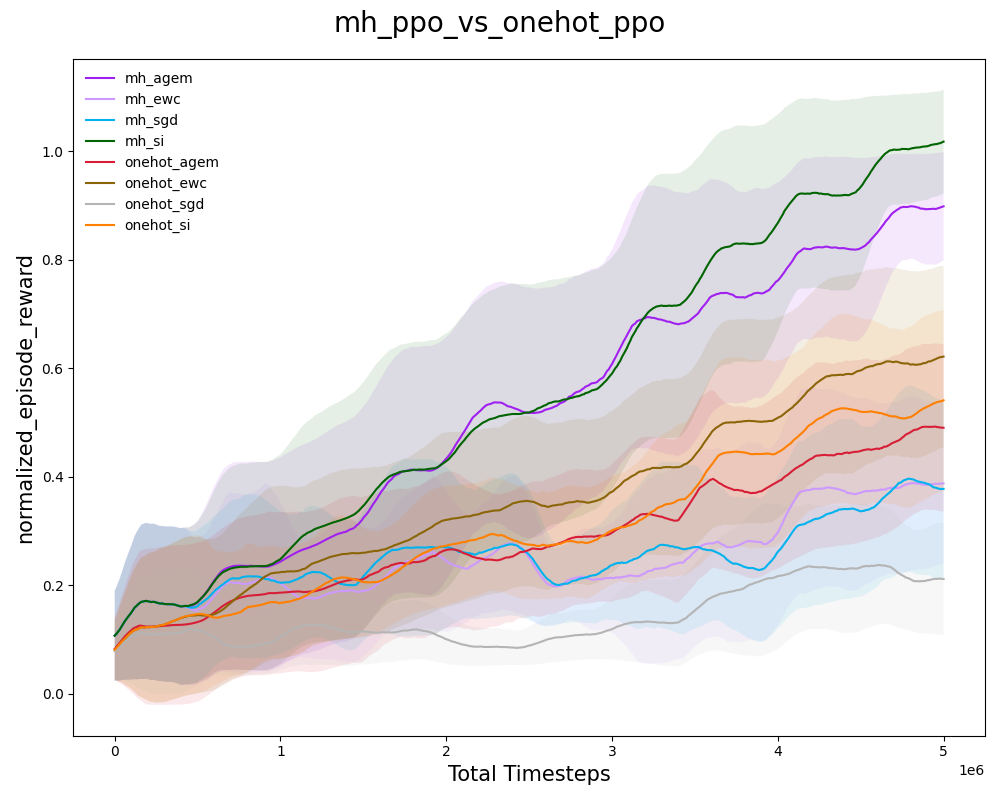 mh_ppo_vs_onehot_ppo
mh_agem
mh_ewc
mh_sgd
mh_si
onehot_agem
onehot_ewc
onehot_sgd
onehot_si
normalized_episode_reward
1.0
0.8
0.6
0.4
0.2
0.0
0 1 2 3 4 5
1e6
Total Timesteps